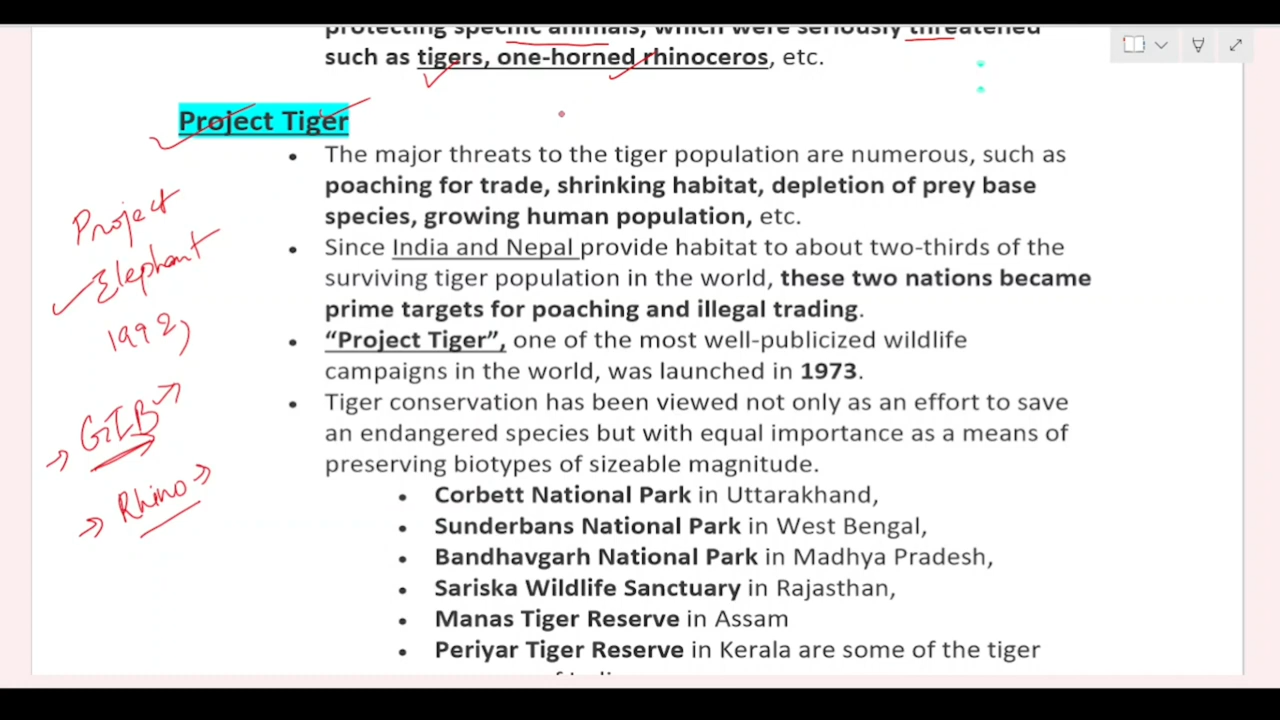 protecting specific animals, which were seriously threatened
such as tigers, one-horned rhinoceros, etc.
Project Tiger
• The major threats to the tiger population are numerous, such as
poaching for trade, shrinking habitat, depletion of prey base
species, growing human population, etc.
• Since India and Nepal provide habitat to about two-thirds of the
surviving tiger population in the world, these two nations became
prime targets for poaching and illegal trading.
• “Project Tiger”, one of the most well-publicized wildlife
campaigns in the world, was launched in 1973.
• Tiger conservation has been viewed not only as an effort to save
an endangered species but with equal importance as a means of
preserving biotypes of sizeable magnitude.
• Corbett National Park in Uttarakhand,
• Sunderbans National Park in West Bengal,
• Bandhavgarh National Park in Madhya Pradesh,
• Sariska Wildlife Sanctuary in Rajasthan,
• Manas Tiger Reserve in Assam
• Periyar Tiger Reserve in Kerala are some of the tiger
Project
Elephant
1992,
GIB
Rhino